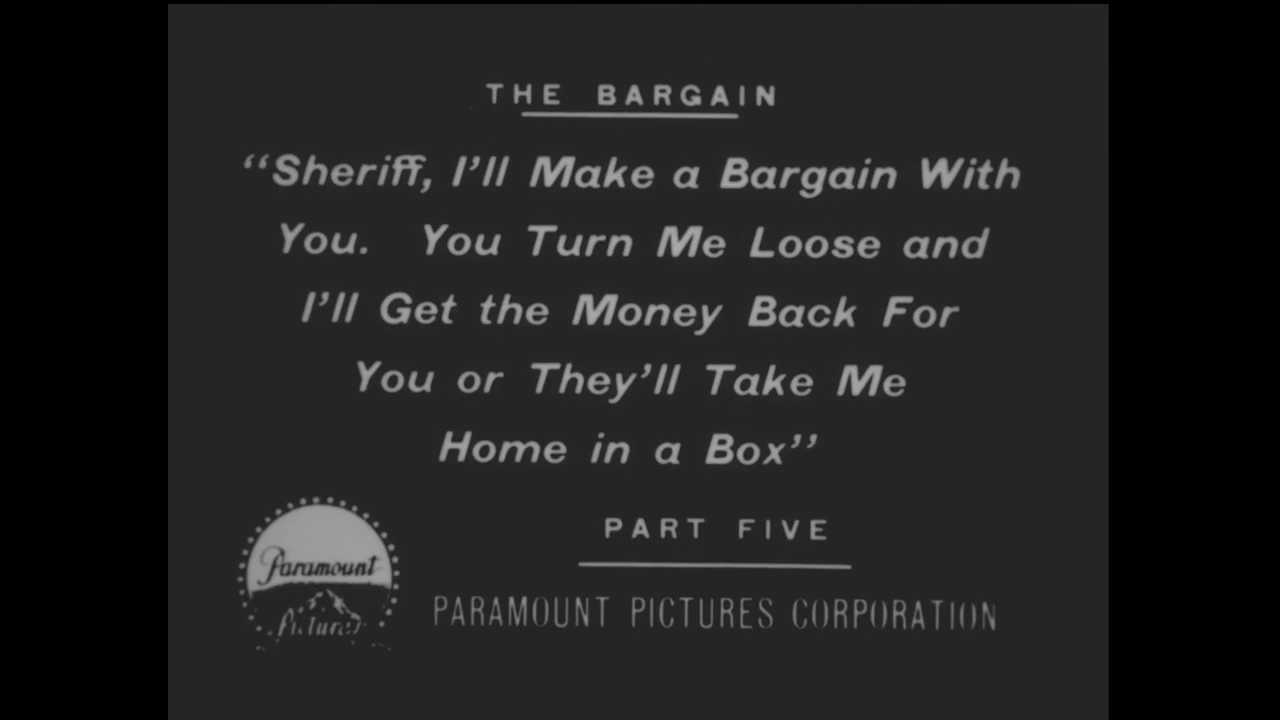 THE BARGAIN
“Sheriff, I’ll Make a Bargain With
You. You Turn Me Loose and
I’ll Get the Money Back For
You or They’ll Take Me
Home in a Box”
PART FIVE
Paramount
Pictures
PARAMOUNT PICTURES CORPORATION